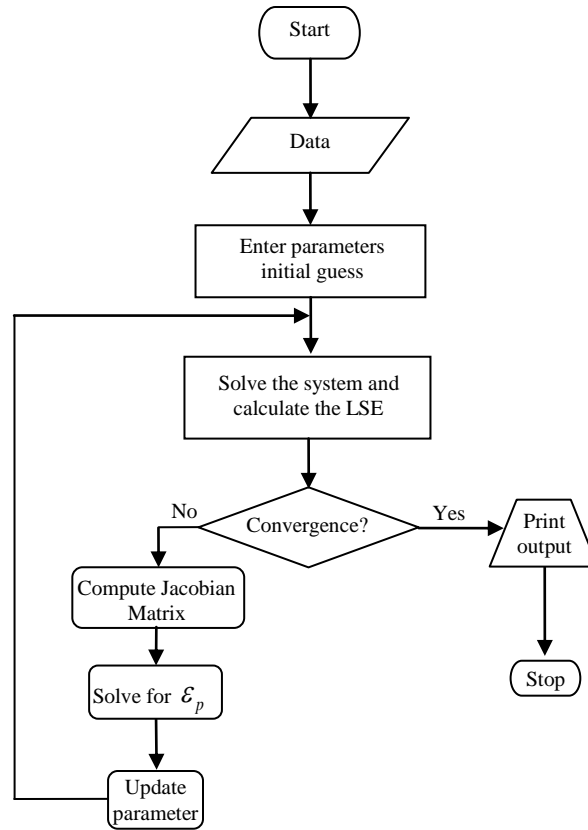 Start
Data
Enter parameters
initial guess
Solve the system and
calculate the LSE
No
Convergence?
Yes
Print
output
Compute Jacobian
Matrix
Solve for ε_p
Stop
Update
parameter